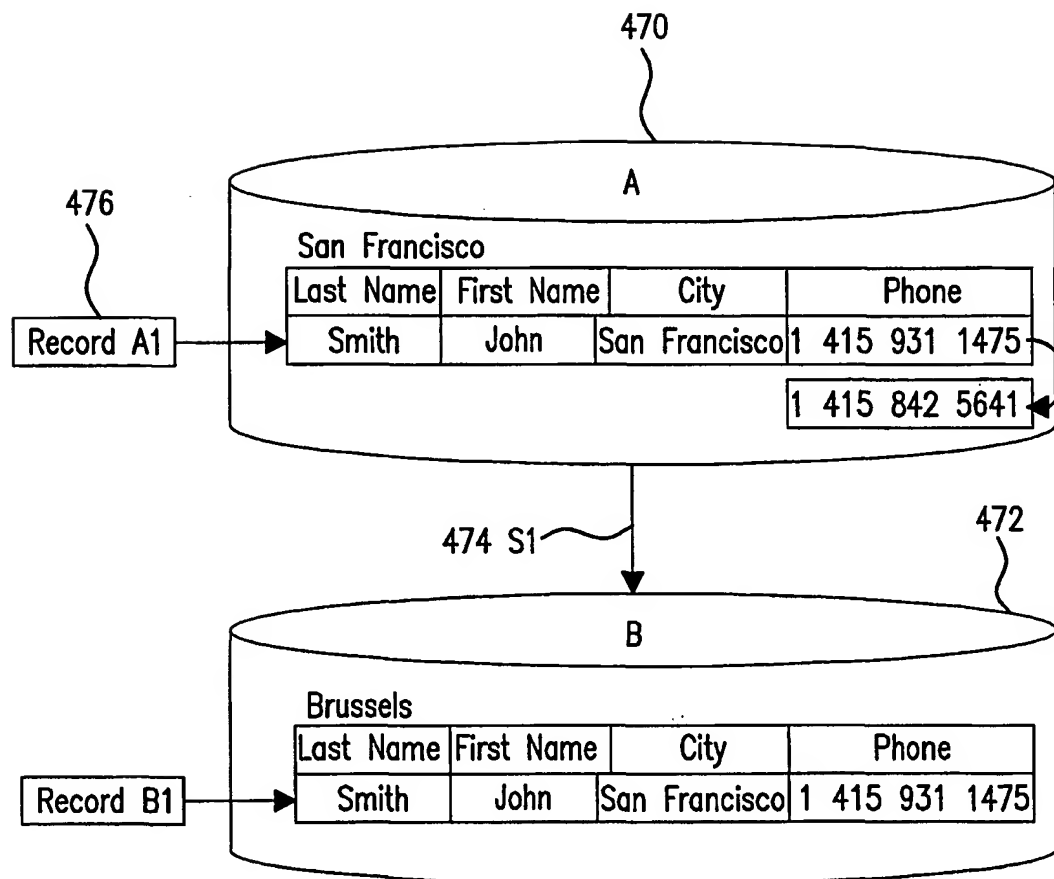 470
A
476
San Francisco
Last Name First Name City Phone
Record A1
Smith John San Francisco 1 415 931 1475
1 415 842 5641
474 S1
472
B
Brussels
Last Name First Name City Phone
Record B1
Smith John San Francisco 1 415 931 1475